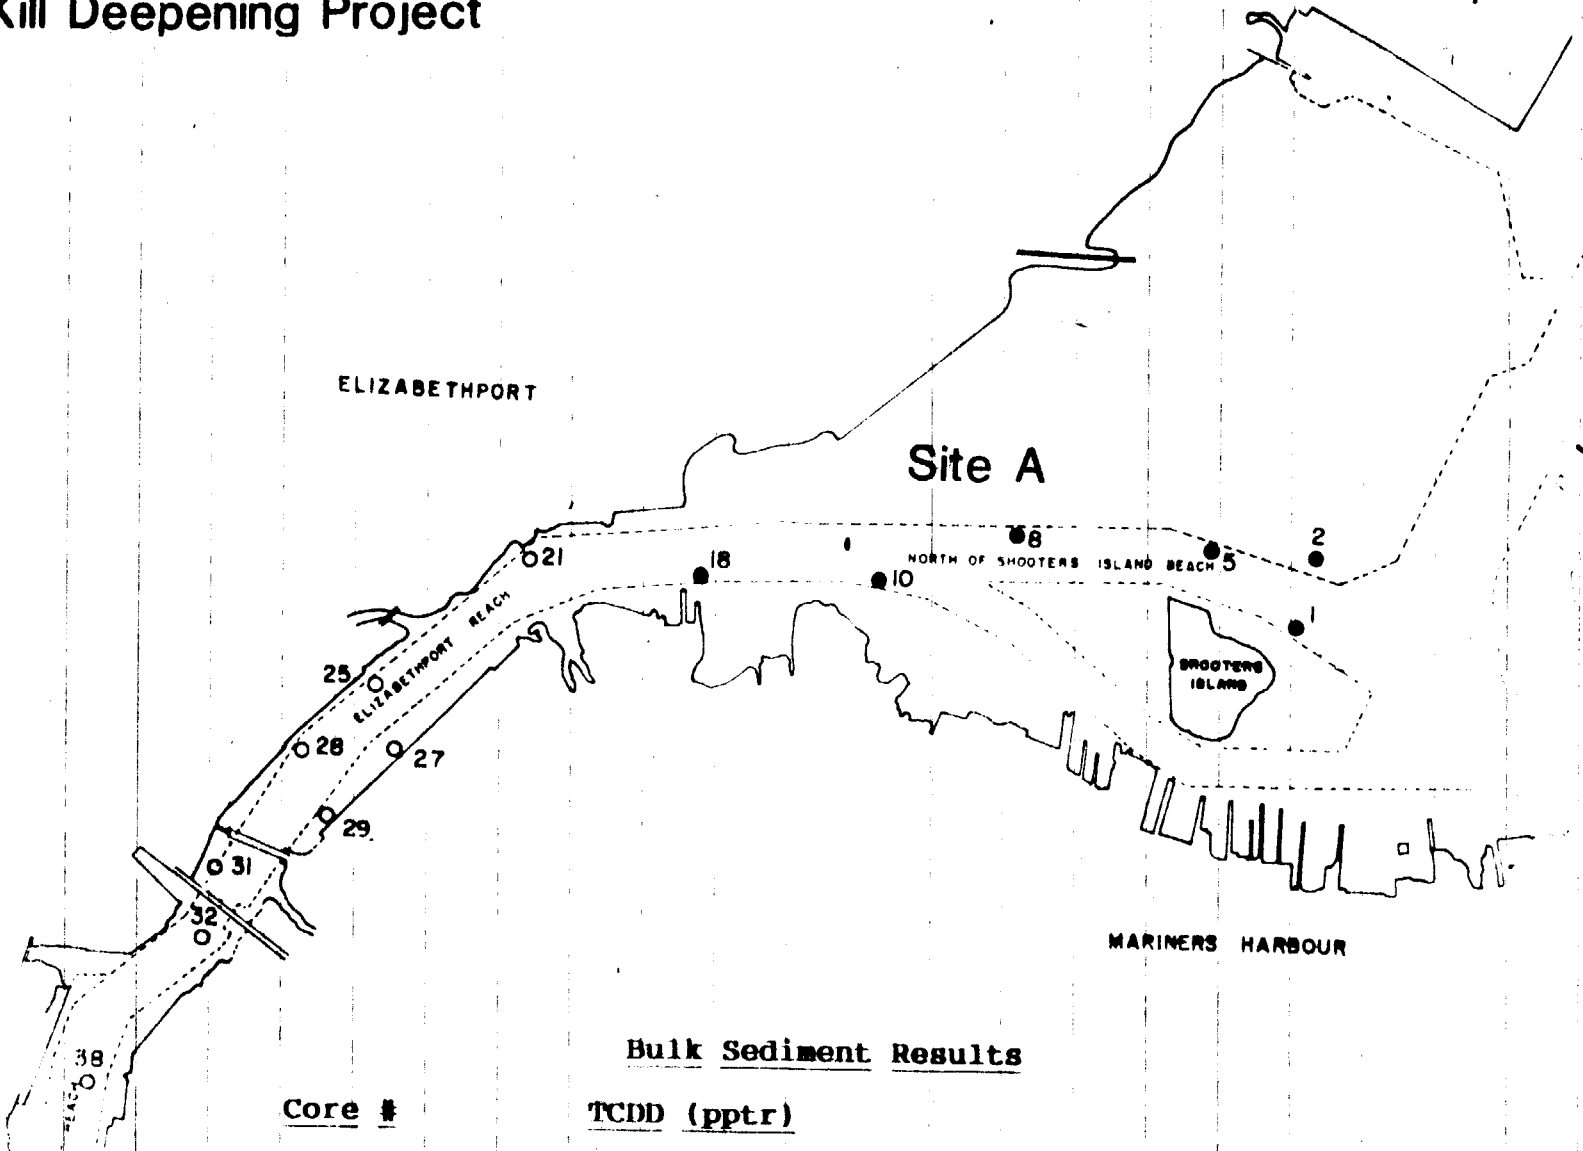 Kill Deepening Project
ELIZABETHPORT
Site A
2
8
21
18
NORTH OF SHOOTERS ISLAND BEACH
5
10
1
ELIZABETHPORT REACH
SHOOTERS
ISLAND
25
28
27
29
31
32
MARINERS HARBOUR
38
REACH
Bulk Sediment Results
Core #
TCDD (pptr)